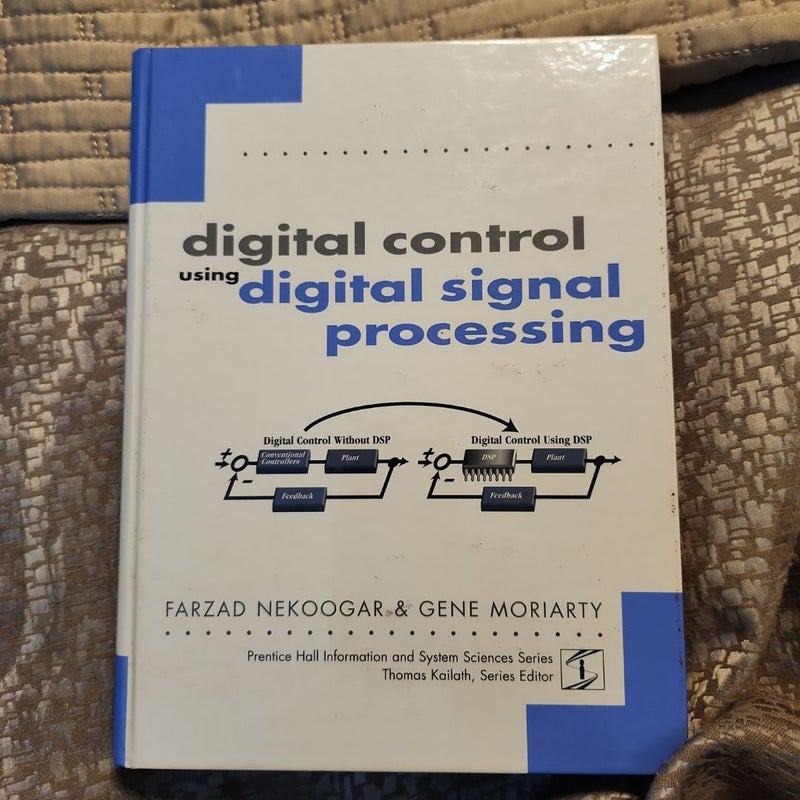 digital control
using digital signal
processing
Digital Control Without DSP
+
Conventional
Controllers
Plant
−
Feedback
Digital Control Using DSP
+
DSP
Plant
−
Feedback
FARZAD NEKOOGAR & GENE MORIARTY
Prentice Hall Information and System Sciences Series
Thomas Kailath, Series Editor